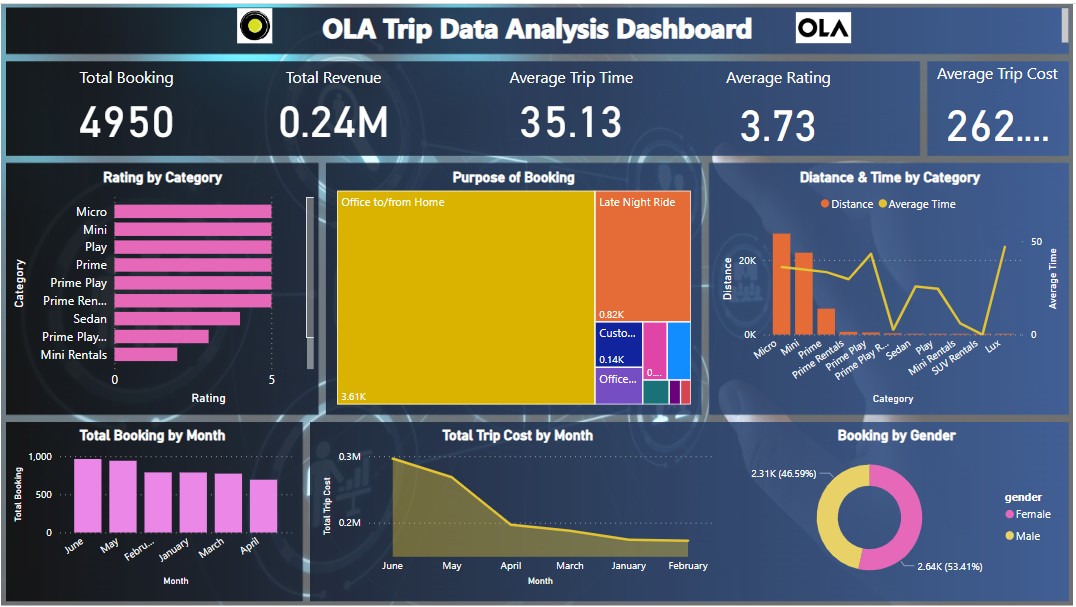 OLA Trip Data Analysis Dashboard
OLA
Total Booking
4950
Total Revenue
0.24M
Average Trip Time
35.13
Average Rating
3.73
Average Trip Cost
262....
Rating by Category
Category
Micro
Mini
Play
Prime
Prime Play
Prime Ren...
Sedan
Prime Play...
Mini Rentals
0
5
Rating
Purpose of Booking
Office to/from Home
3.61K
Late Night Ride
0.82K
Custo...
0.14K
Office...
0....
Diatance & Time by Category
Distance
Average Time
Distance
20K
0K
50
0
Average Time
Micro
Mini
Prime
Prime Rentals
Prime Play
Prime Play R...
Sedan
Play
Mini Rentals
SUV Rentals
Lux
Category
Total Booking by Month
Total Booking
1,000
500
0
June
May
Febru...
January
March
April
Month
Total Trip Cost by Month
Total Trip Cost
0.3M
0.2M
June
May
April
March
January
February
Month
Booking by Gender
2.31K (46.59%)
2.64K (53.41%)
gender
Female
Male